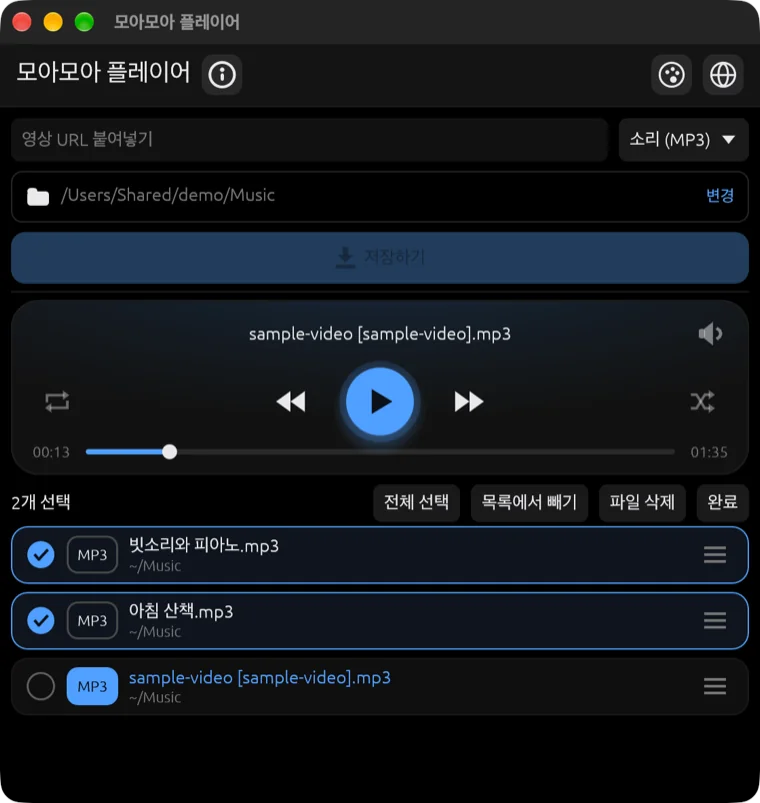 모아모아 플레이어
모아모아 플레이어
영상 URL 붙여넣기
소리 (MP3)
/Users/Shared/demo/Music
변경
저장하기
sample-video [sample-video].mp3
00:13
01:35
2개 선택
전체 선택
목록에서 빼기
파일 삭제
완료
MP3
빗소리와 피아노.mp3
~/Music
MP3
아침 산책.mp3
~/Music
MP3
sample-video [sample-video].mp3
~/Music